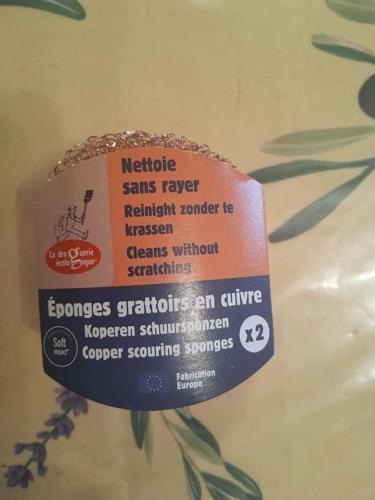 Nettoie
sans rayer
Reinight zonder te
krassen
Cleans without
scratching
La droguerie
écologique
Éponges grattoirs en cuivre
Koperen schuursponzen
Copper scouring sponges
x2
Soft
impact
Fabrication
Europe